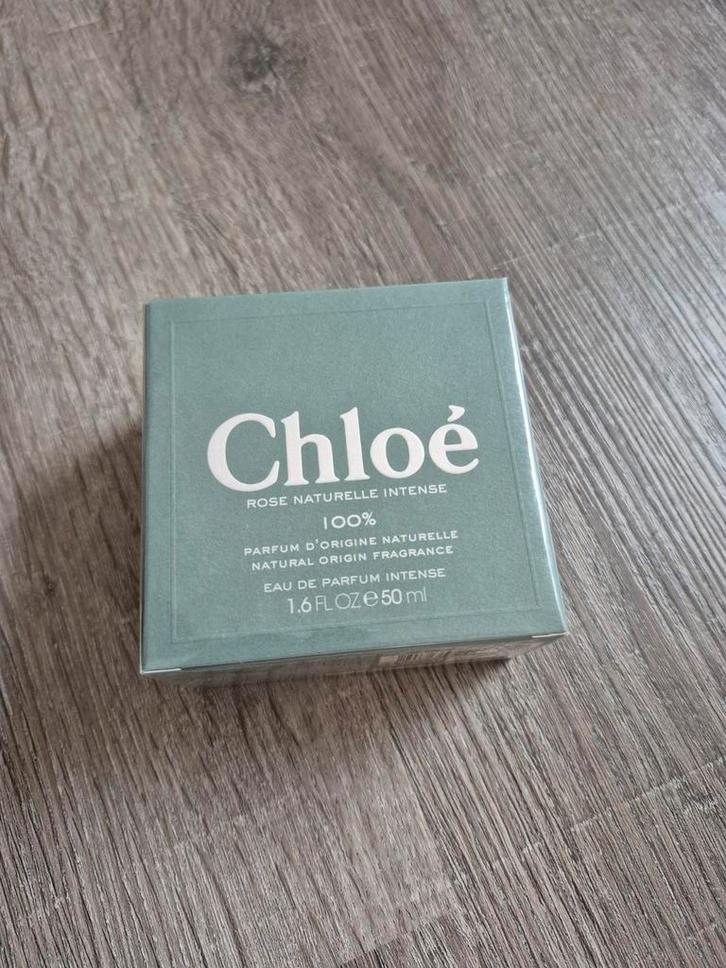 Chloé
ROSE NATURELLE INTENSE
100%
PARFUM D'ORIGINE NATURELLE
NATURAL ORIGIN FRAGRANCE
EAU DE PARFUM INTENSE
1.6 FL OZ ℮ 50 ml